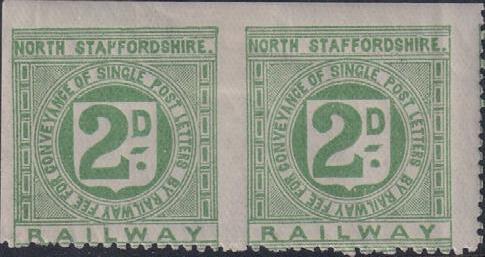 NORTH STAFFORDSHIRE.
FEE FOR CONVEYANCE OF SINGLE POST LETTERS BY RAILWAY
2D
RAILWAY
NORTH STAFFORDSHIRE.
FEE FOR CONVEYANCE OF SINGLE POST LETTERS BY RAILWAY
2D
RAILWAY